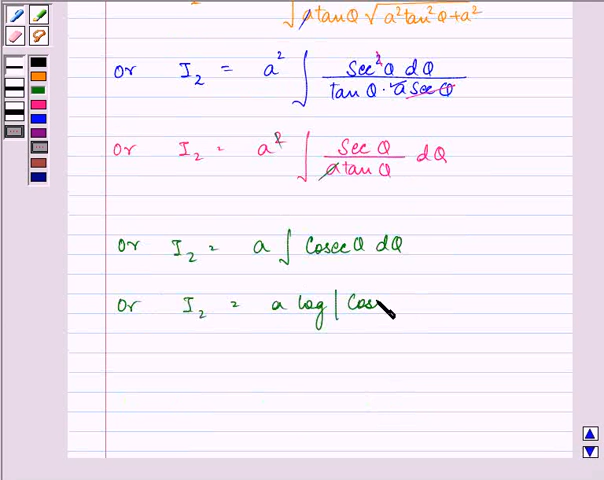 ∫ a tanθ √a²tan²θ+a²
or I₂ = a² ∫ sec²θ dθ / tanθ · a secθ
or I₂ = a² ∫ secθ / a tanθ dθ
or I₂ = a ∫ cosecθ dθ
or I₂ = a log | cos